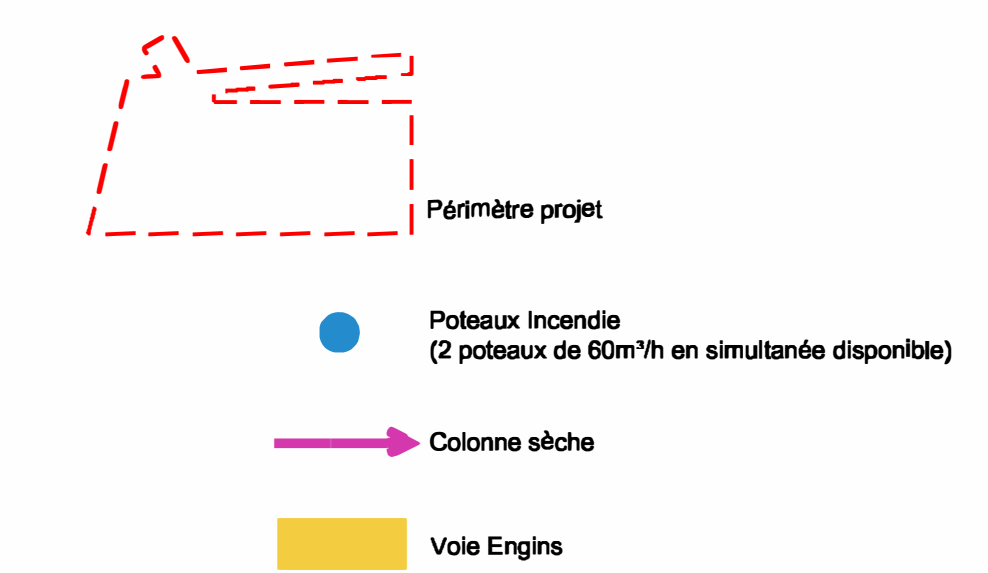 Périmètre projet
Poteaux Incendie
(2 poteaux de 60m³/h en simultanée disponible)
Colonne sèche
Voie Engins